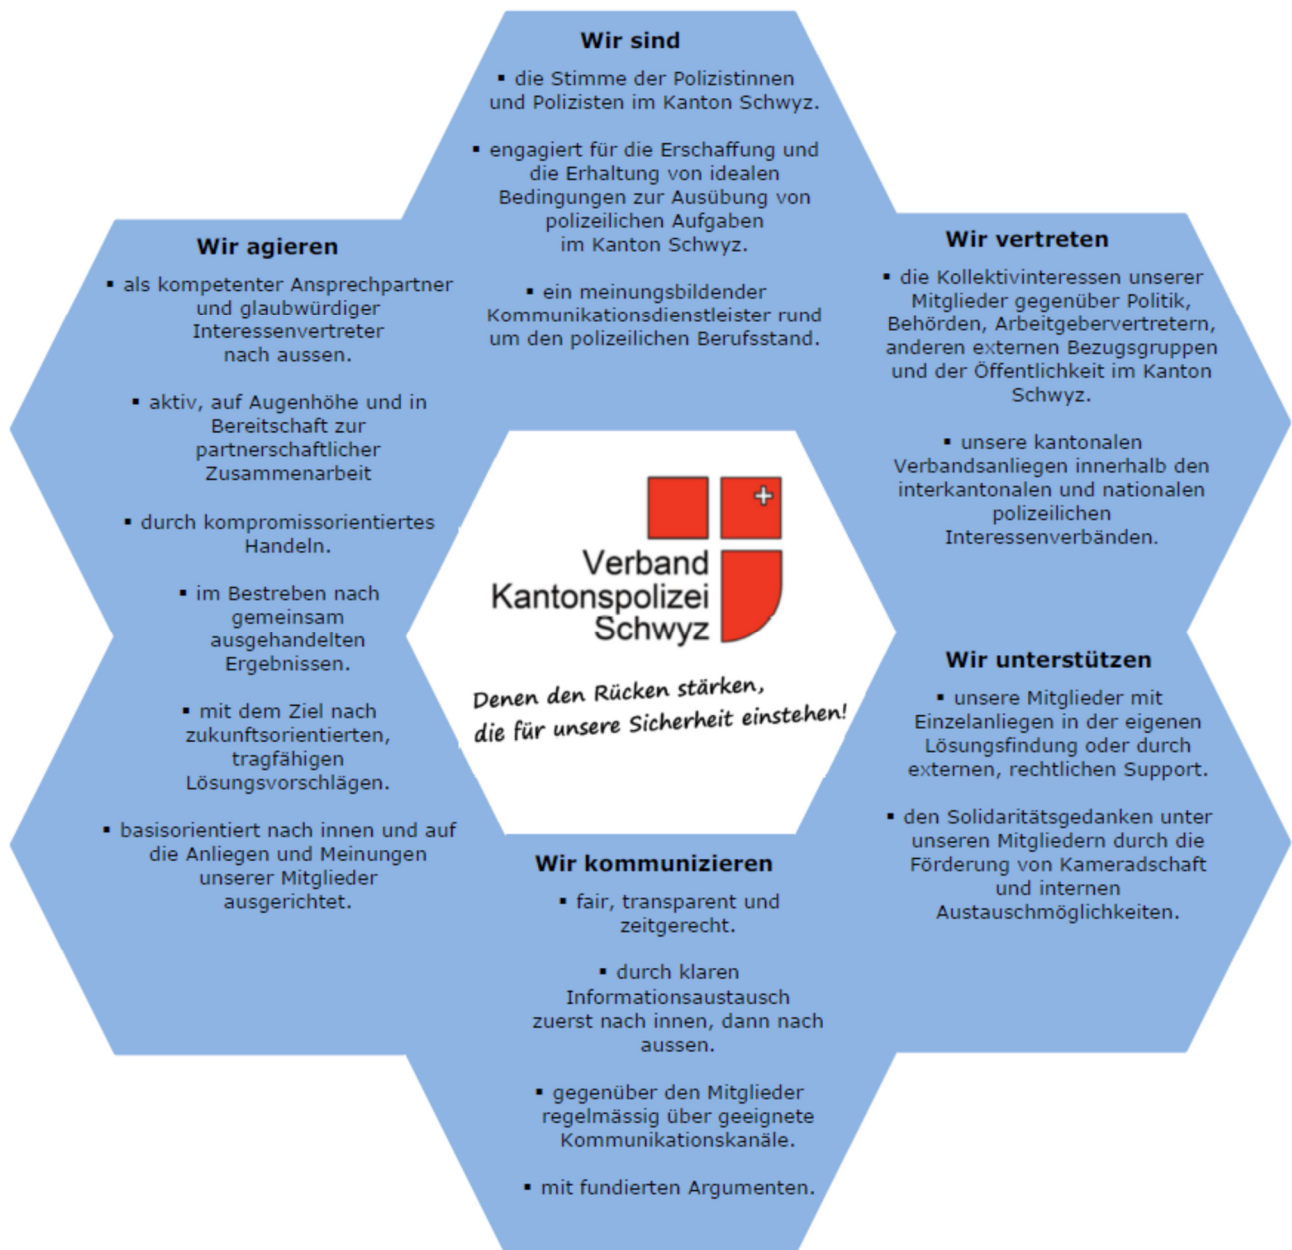 Wir sind
▪ die Stimme der Polizistinnen
und Polizisten im Kanton Schwyz.
▪ engagiert für die Erschaffung und
die Erhaltung von idealen
Bedingungen zur Ausübung von
polizeilichen Aufgaben
im Kanton Schwyz.
▪ ein meinungsbildender
Kommunikationsdienstleister rund
um den polizeilichen Berufsstand.
Wir vertreten
▪ die Kollektivinteressen unserer
Mitglieder gegenüber Politik,
Behörden, Arbeitgebervertretern,
anderen externen Bezugsgruppen
und der Öffentlichkeit im Kanton
Schwyz.
▪ unsere kantonalen
Verbandsanliegen innerhalb den
interkantonalen und nationalen
polizeilichen
Interessenverbänden.
Wir unterstützen
▪ unsere Mitglieder mit
Einzelanliegen in der eigenen
Lösungsfindung oder durch
externen, rechtlichen Support.
▪ den Solidaritätsgedanken unter
unseren Mitgliedern durch die
Förderung von Kameradschaft
und internen
Austauschmöglichkeiten.
Wir kommunizieren
▪ fair, transparent und
zeitgerecht.
▪ durch klaren
Informationsaustausch
zuerst nach innen, dann nach
aussen.
▪ gegenüber den Mitglieder
regelmässig über geeignete
Kommunikationskanäle.
▪ mit fundierten Argumenten.
Wir agieren
▪ als kompetenter Ansprechpartner
und glaubwürdiger
Interessenvertreter
nach aussen.
▪ aktiv, auf Augenhöhe und in
Bereitschaft zur
partnerschaftlicher
Zusammenarbeit
▪ durch kompromissorientiertes
Handeln.
▪ im Bestreben nach
gemeinsam
ausgehandelten
Ergebnissen.
▪ mit dem Ziel nach
zukunftsorientierten,
tragfähigen
Lösungsvorschlägen.
▪ basisorientiert nach innen und auf
die Anliegen und Meinungen
unserer Mitglieder
ausgerichtet.
Verband
Kantonspolizei
Schwyz
Denen den Rücken stärken,
die für unsere Sicherheit einstehen!